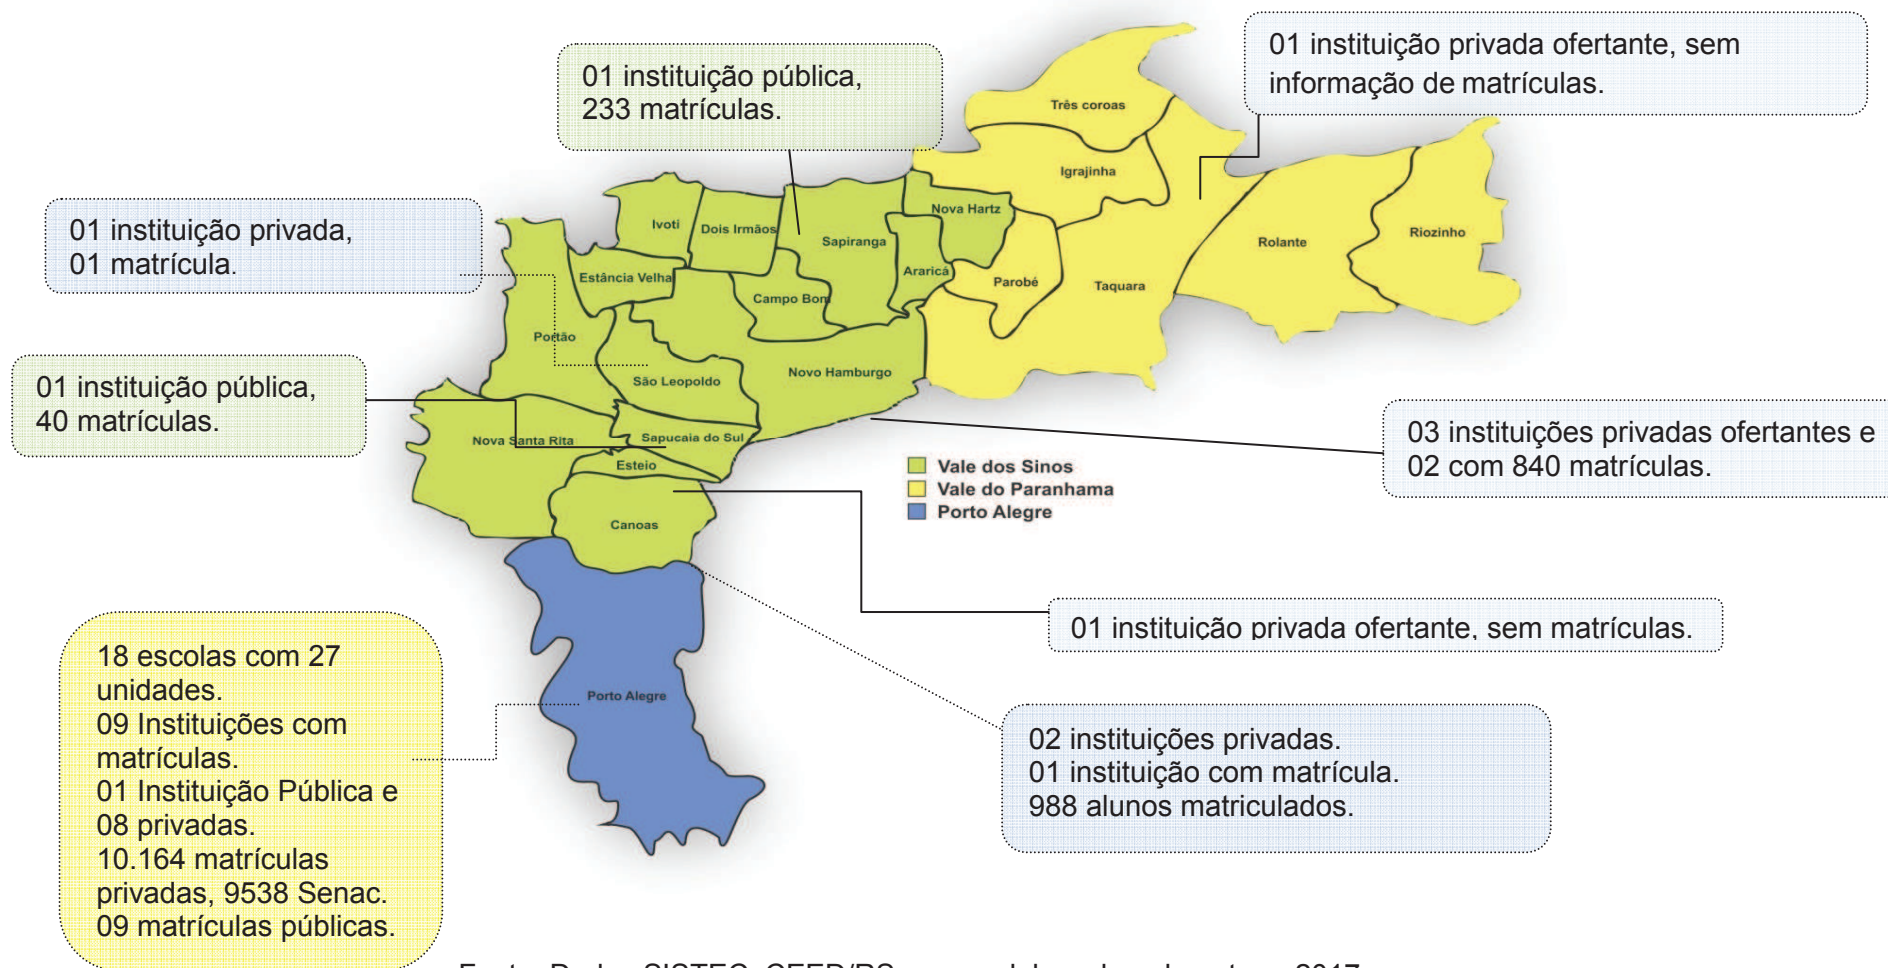 01 instituição privada ofertante, sem
informação de matrículas.
01 instituição pública,
233 matrículas.
Três coroas
Igrajinha
Nova Hartz
Ivoti
Dois Irmãos
Sapiranga
Rolante
Riozinho
01 instituição privada,
01 matrícula.
Estância Velha
Araricá
Parobé
Taquara
Campo Bom
Portão
São Leopoldo
Novo Hamburgo
01 instituição pública,
40 matrículas.
Nova Santa Rita
Sapucaia do Sul
Esteio
03 instituições privadas ofertantes e
02 com 840 matrículas.
Vale dos Sinos
Vale do Paranhama
Porto Alegre
Canoas
01 instituição privada ofertante, sem matrículas.
18 escolas com 27
unidades.
09 Instituições com
matrículas.
01 Instituição Pública e
08 privadas.
10.164 matrículas
privadas, 9538 Senac.
09 matrículas públicas.
Porto Alegre
02 instituições privadas.
01 instituição com matrícula.
988 alunos matriculados.